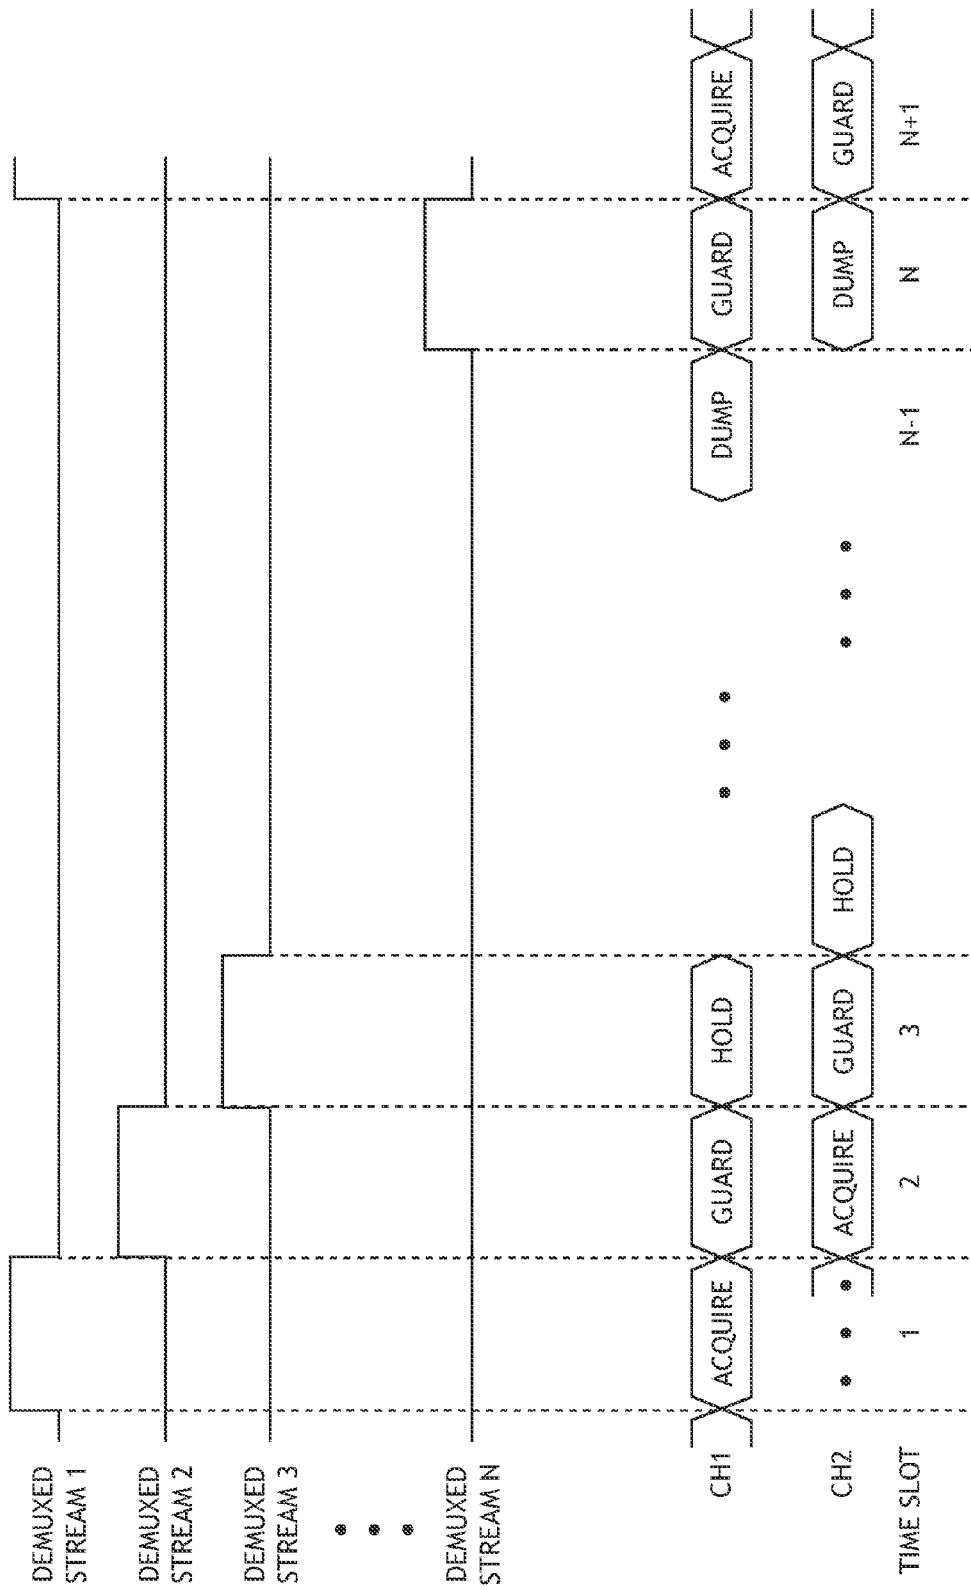 DEMUXED
STREAM 1
DEMUXED
STREAM 2
DEMUXED
STREAM 3
DEMUXED
STREAM N
CH1 ACQUIRE GUARD HOLD DUMP GUARD ACQUIRE
CH2 ACQUIRE GUARD HOLD DUMP GUARD
TIME SLOT 1 2 3 N-1 N N+1